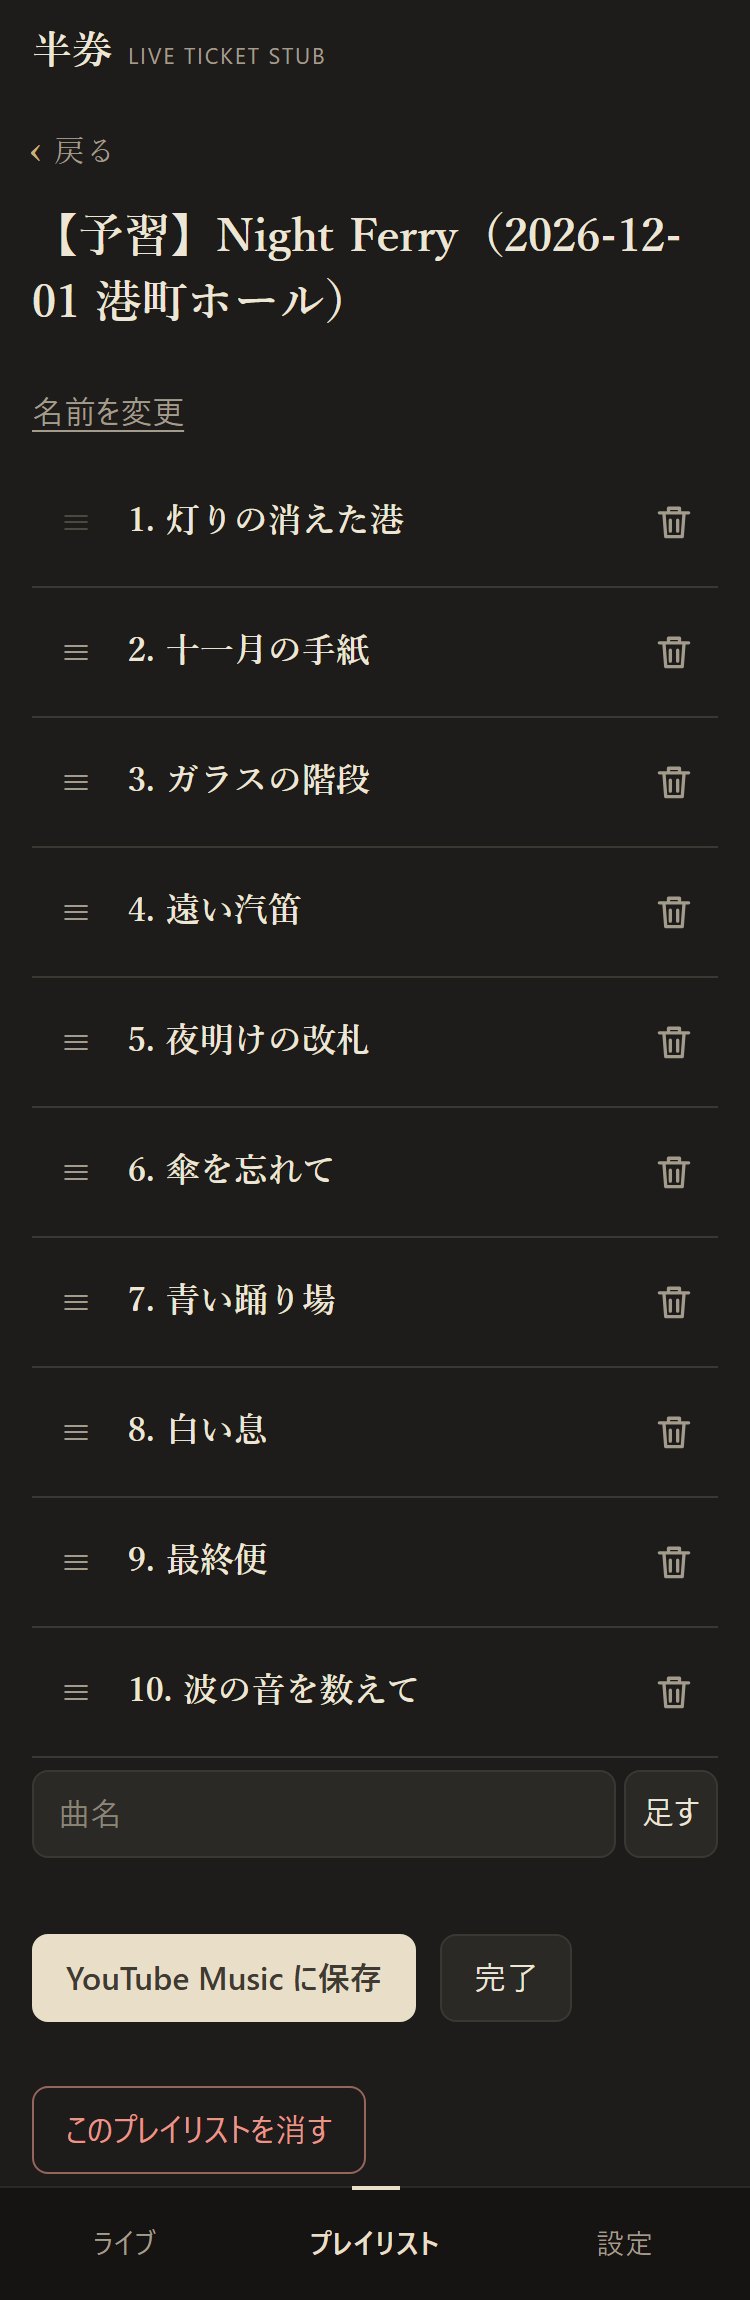 半券 LIVE TICKET STUB
‹ 戻る
【予習】Night Ferry（2026-12-
01 港町ホール）
名前を変更
1. 灯りの消えた港
2. 十一月の手紙
3. ガラスの階段
4. 遠い汽笛
5. 夜明けの改札
6. 傘を忘れて
7. 青い踊り場
8. 白い息
9. 最終便
10. 波の音を数えて
曲名 足す
YouTube Music に保存 完了
このプレイリストを消す
ライブ プレイリスト 設定